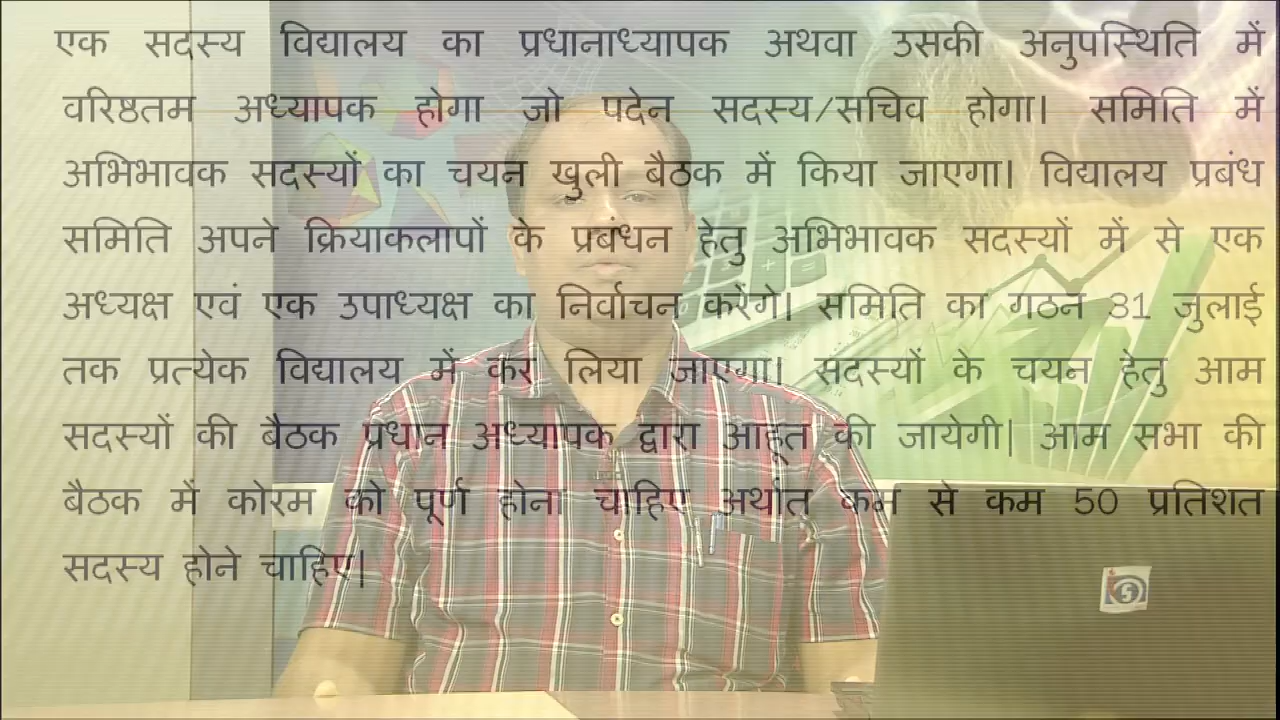 एक सदस्य विद्यालय का प्रधानाध्यापक अथवा उसकी अनुपस्थिति में
वरिष्ठतम अध्यापक होगा जो पदेन सदस्य/सचिव होगा। समिति में
अभिभावक सदस्यों का चयन खुली बैठक में किया जाएगा। विद्यालय प्रबंध
समिति अपने क्रियाकलापों के प्रबंधन हेतु अभिभावक सदस्यों में से एक
अध्यक्ष एवं एक उपाध्यक्ष का निर्वाचन करेंगे। समिति का गठन 31 जुलाई
तक प्रत्येक विद्यालय में कर लिया जाएगा। सदस्यों के चयन हेतु आम
सदस्यों की बैठक प्रधान अध्यापक द्वारा आहूत की जायेगी| आम सभा की
बैठक में कोरम को पूर्ण होना चाहिए अर्थात कम से कम 50 प्रतिशत
सदस्य होने चाहिए|